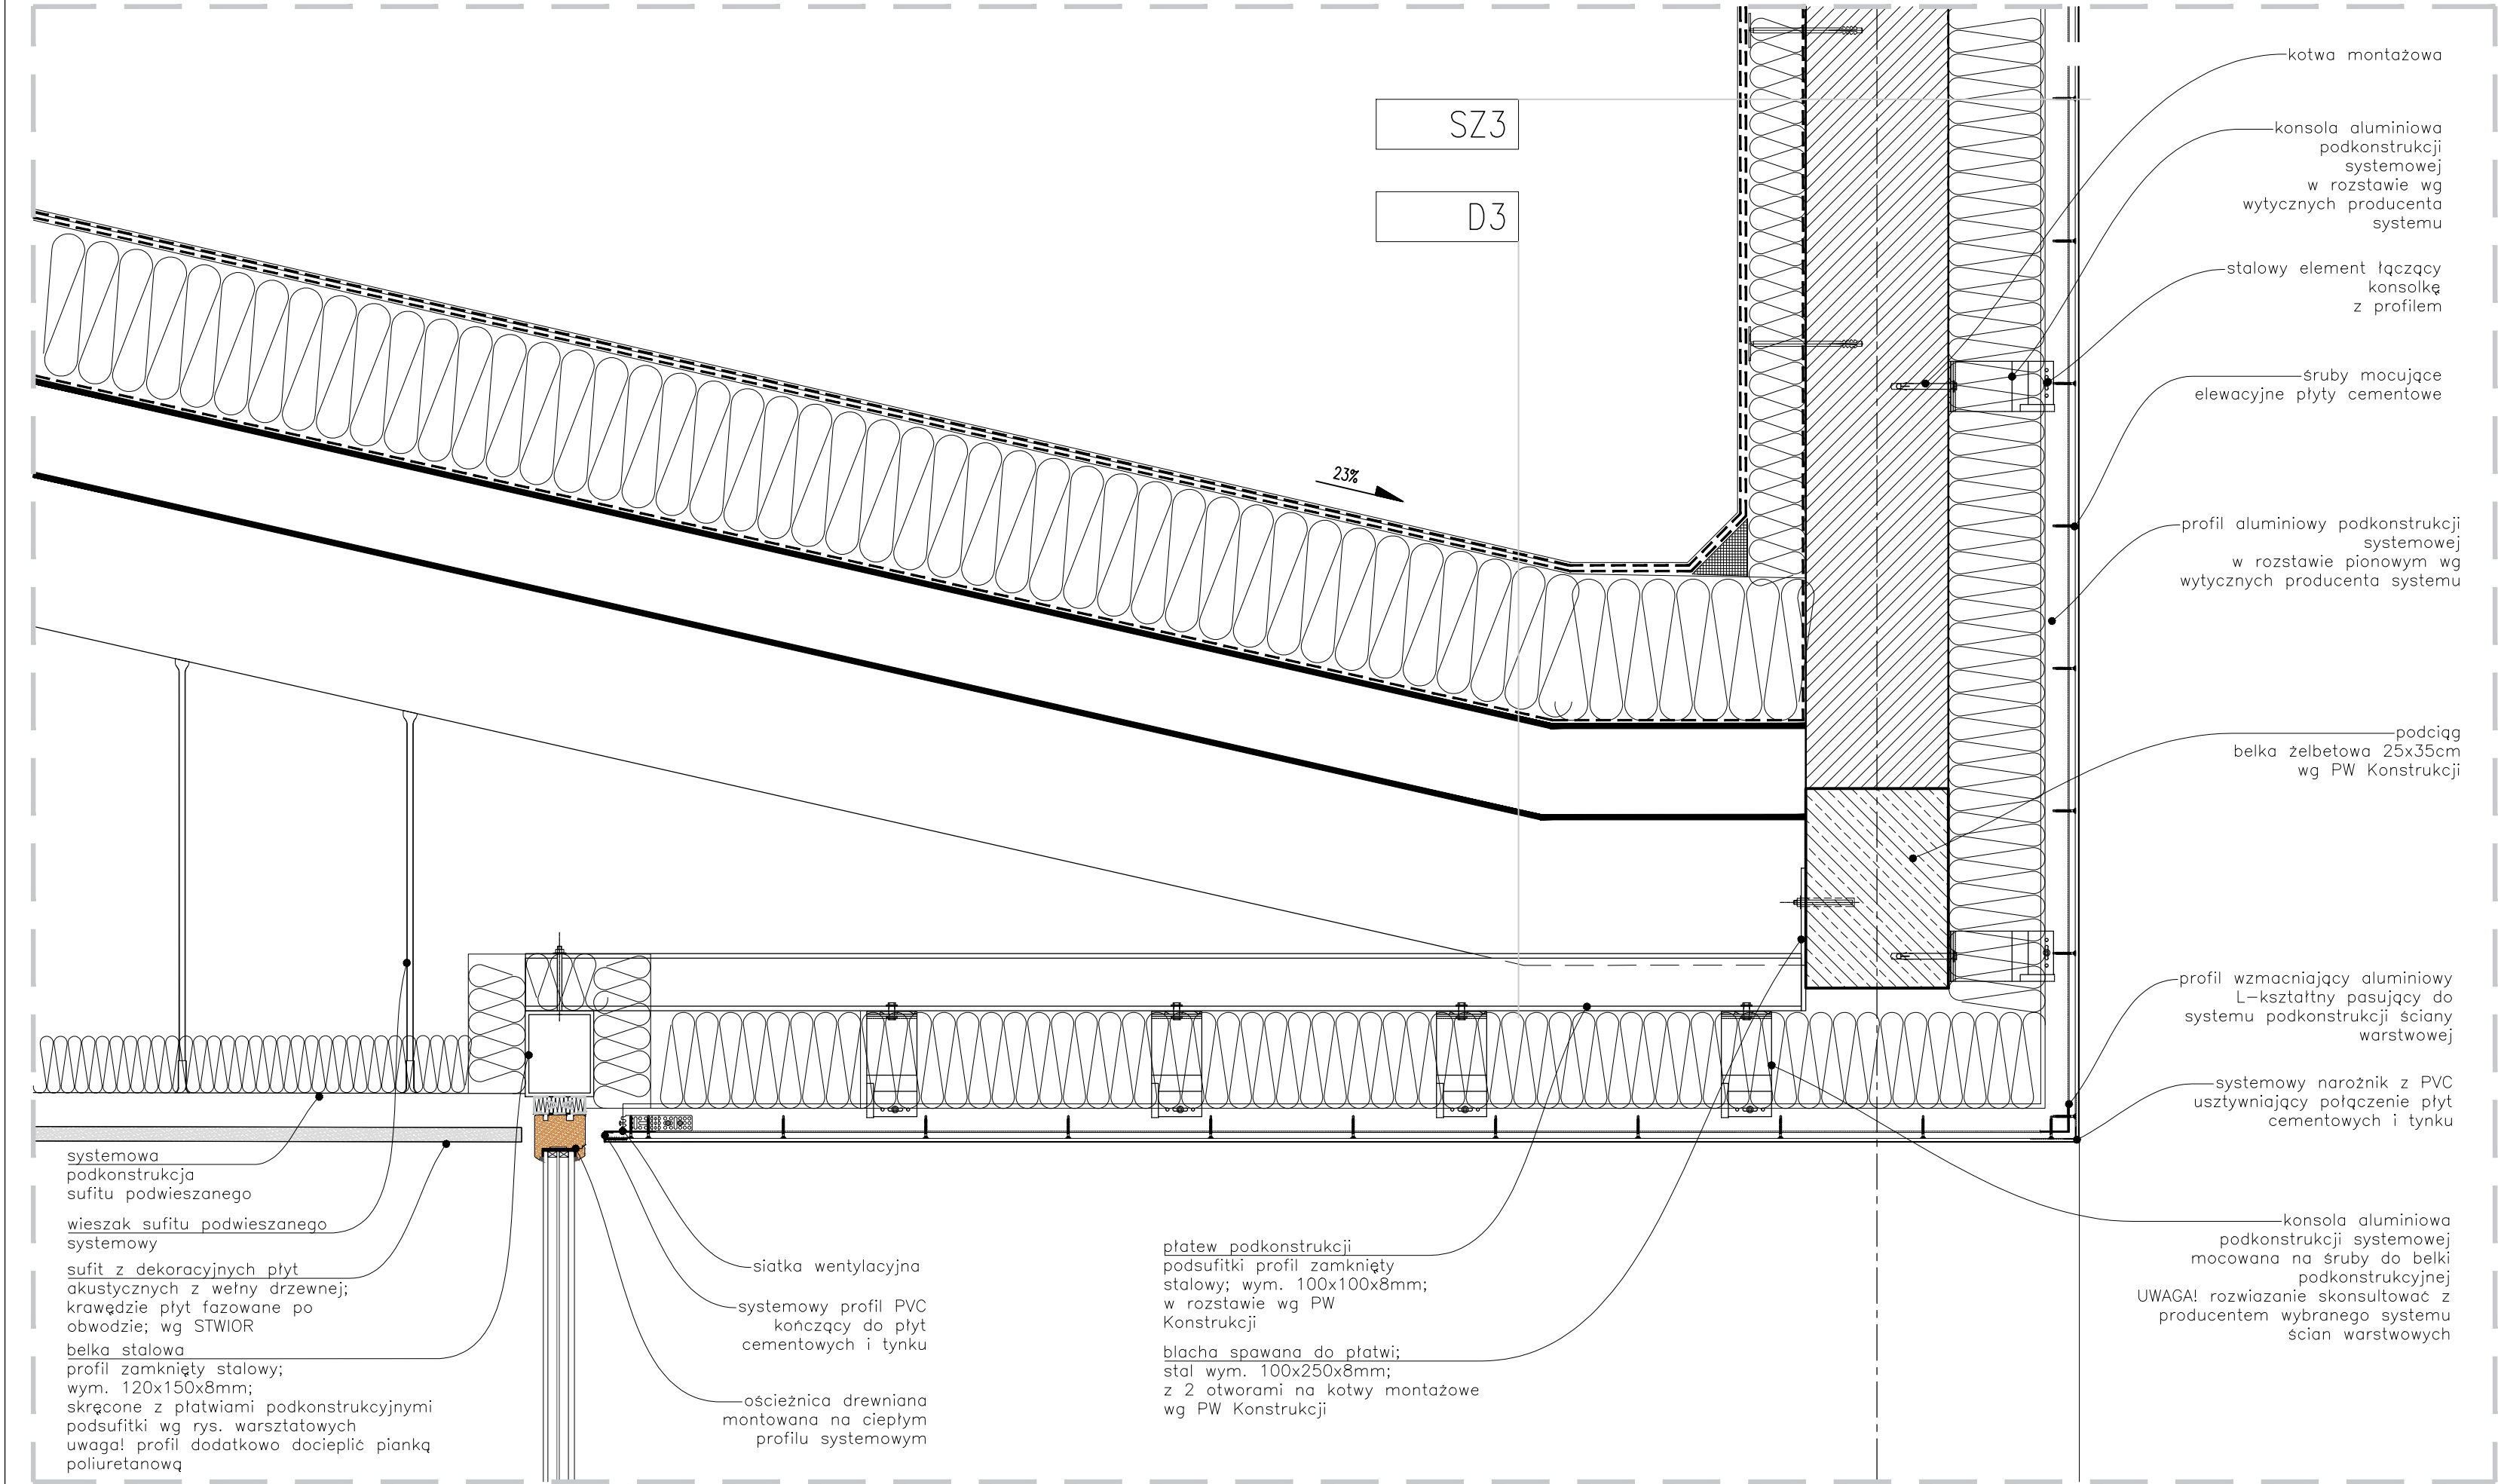 SZ3
D3
23%
kotwa montażowa
konsola aluminiowa
podkonstrukcji
systemowej
w rozstawie wg
wytycznych producenta
systemu
stalowy element łączący
konsolkę
z profilem
śruby mocujące
elewacyjne płyty cementowe
profil aluminiowy podkonstrukcji
systemowej
w rozstawie pionowym wg
wytycznych producenta systemu
podciąg
belka żelbetowa 25x35cm
wg PW Konstrukcji
profil wzmacniający aluminiowy
L-kształtny pasujący do
systemu podkonstrukcji ściany
warstwowej
systemowy narożnik z PVC
usztywniający połączenie płyt
cementowych i tynku
konsola aluminiowa
podkonstrukcji systemowej
mocowana na śruby do belki
podkonstrukcyjnej
UWAGA! rozwiazanie skonsultować z
producentem wybranego systemu
ścian warstwowych
systemowa
podkonstrukcja
sufitu podwieszanego
wieszak sufitu podwieszanego
systemowy
sufit z dekoracyjnych płyt
akustycznych z wełny drzewnej;
krawędzie płyt fazowane po
obwodzie; wg STWIOR
belka stalowa
profil zamknięty stalowy;
wym. 120x150x8mm;
skręcone z płatwiami podkonstrukcyjnymi
podsufitki wg rys. warsztatowych
uwaga! profil dodatkowo docieplić pianką
poliuretanową
siatka wentylacyjna
systemowy profil PVC
kończący do płyt
cementowych i tynku
ościeżnica drewniana
montowana na ciepłym
profilu systemowym
płatew podkonstrukcji
podsufitki profil zamknięty
stalowy; wym. 100x100x8mm;
w rozstawie wg PW
Konstrukcji
blacha spawana do płatwi;
stal wym. 100x250x8mm;
z 2 otworami na kotwy montażowe
wg PW Konstrukcji